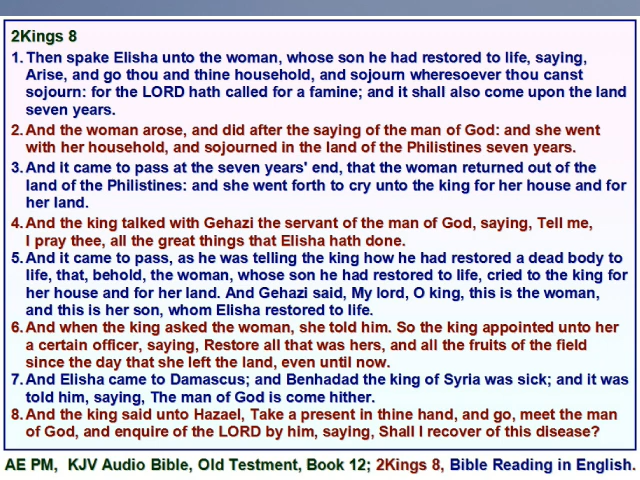 2Kings 8
1. Then spake Elisha unto the woman, whose son he had restored to life, saying,
Arise, and go thou and thine household, and sojourn wheresoever thou canst
sojourn: for the LORD hath called for a famine; and it shall also come upon the land
seven years.
2. And the woman arose, and did after the saying of the man of God: and she went
with her household, and sojourned in the land of the Philistines seven years.
3. And it came to pass at the seven years' end, that the woman returned out of the
land of the Philistines: and she went forth to cry unto the king for her house and for
her land.
4. And the king talked with Gehazi the servant of the man of God, saying, Tell me,
I pray thee, all the great things that Elisha hath done.
5. And it came to pass, as he was telling the king how he had restored a dead body to
life, that, behold, the woman, whose son he had restored to life, cried to the king for
her house and for her land. And Gehazi said, My lord, O king, this is the woman,
and this is her son, whom Elisha restored to life.
6. And when the king asked the woman, she told him. So the king appointed unto her
a certain officer, saying, Restore all that was hers, and all the fruits of the field
since the day that she left the land, even until now.
7. And Elisha came to Damascus; and Benhadad the king of Syria was sick; and it was
told him, saying, The man of God is come hither.
8. And the king said unto Hazael, Take a present in thine hand, and go, meet the man
of God, and enquire of the LORD by him, saying, Shall I recover of this disease?
AE PM, KJV Audio Bible, Old Testment, Book 12; 2Kings 8, Bible Reading in English.